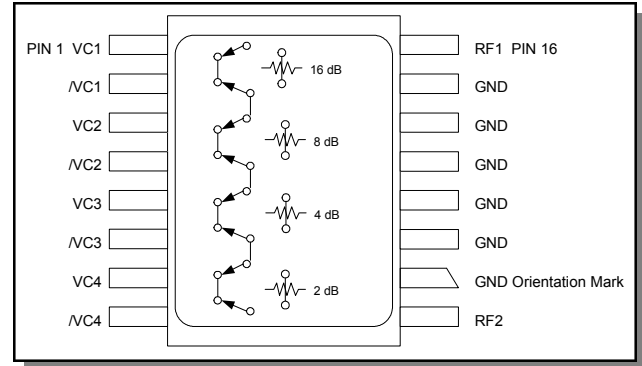 PIN 1 VC1
/VC1
VC2
/VC2
VC3
/VC3
VC4
/VC4
16 dB
8 dB
4 dB
2 dB
RF1 PIN 16
GND
GND
GND
GND
GND
GND Orientation Mark
RF2